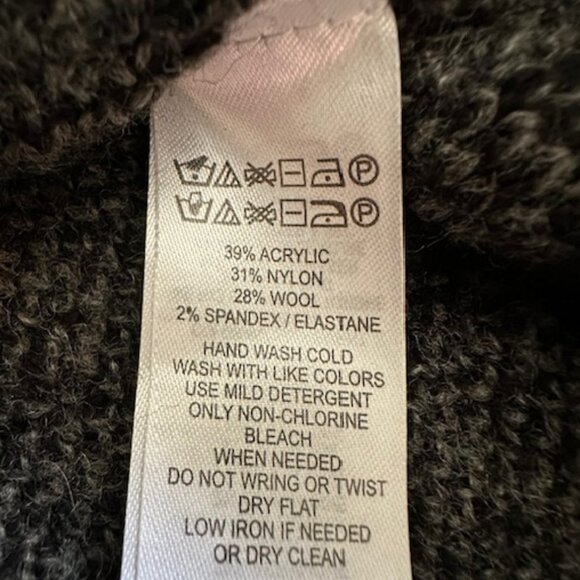 P
P
39% ACRYLIC
31% NYLON
28% WOOL
2% SPANDEX / ELASTANE
HAND WASH COLD
WASH WITH LIKE COLORS
USE MILD DETERGENT
ONLY NON-CHLORINE
BLEACH
WHEN NEEDED
DO NOT WRING OR TWIST
DRY FLAT
LOW IRON IF NEEDED
OR DRY CLEAN